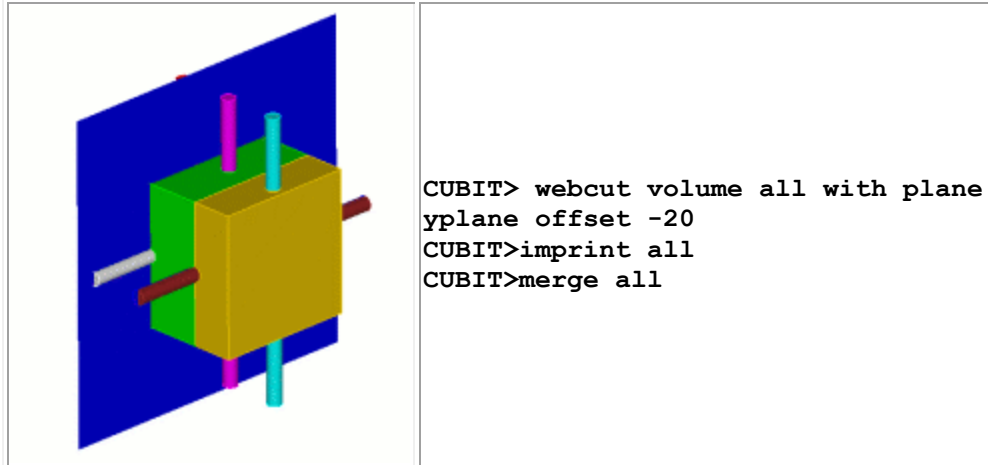 CUBIT> webcut volume all with plane
yplane offset -20
CUBIT>imprint all
CUBIT>merge all